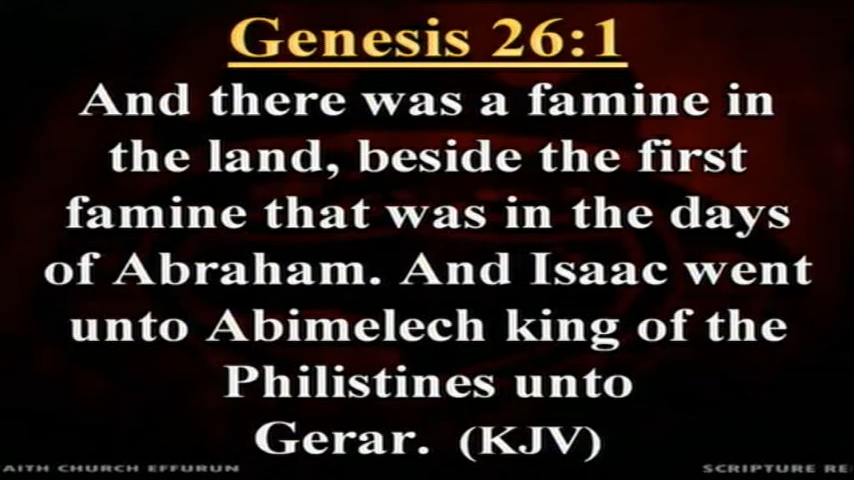 Genesis 26:1
And there was a famine in
the land, beside the first
famine that was in the days
of Abraham. And Isaac went
unto Abimelech king of the
Philistines unto
Gerar. (KJV)
AITH CHURCH EFFURUN
SCRIPTURE RE